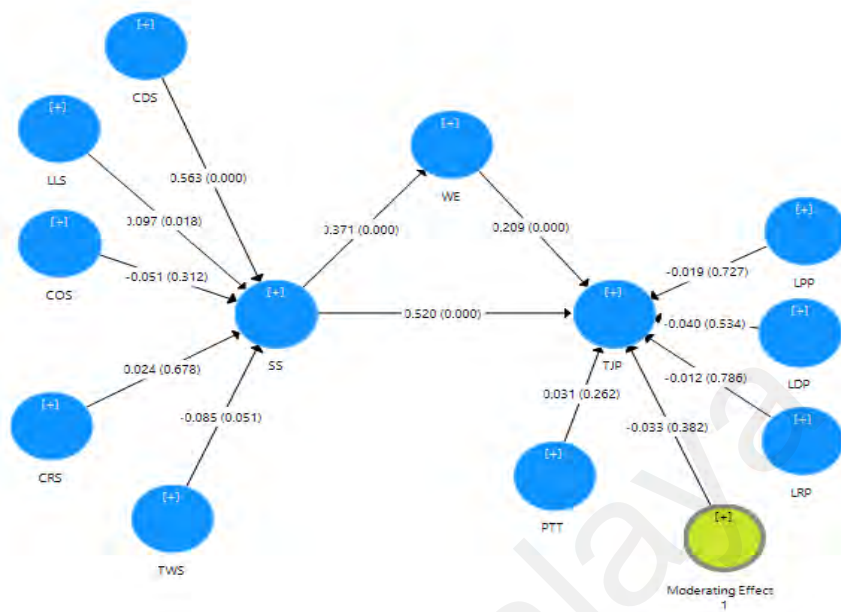 [+]
CDS
[+]
LLS
[+]
COS
[+]
CRS
[+]
TWS
0.563 (0.000)
0.097 (0.018)
-0.051 (0.312)
0.024 (0.678)
-0.085 (0.051)
[+]
SS
0.371 (0.000)
[+]
WE
0.209 (0.000)
0.520 (0.000)
[+]
TJP
0.031 (0.262)
[+]
PTT
-0.019 (0.727)
[+]
LPP
-0.040 (0.534)
[+]
LDP
-0.012 (0.786)
[+]
LRP
-0.033 (0.382)
[+]
Moderating Effect
1